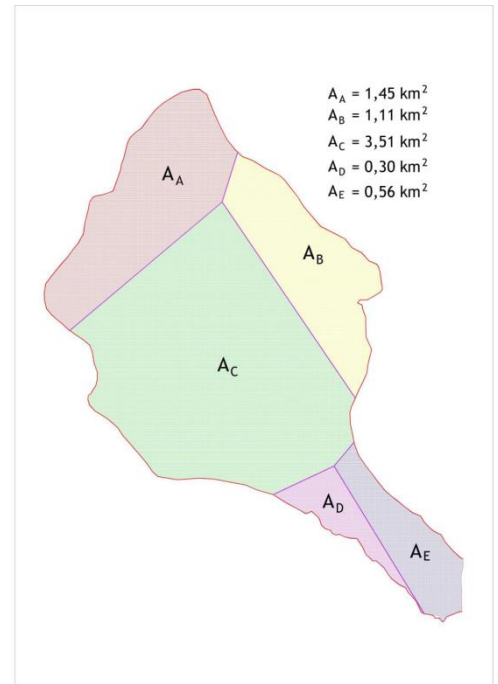 A_A = 1,45 km²
A_B = 1,11 km²
A_C = 3,51 km²
A_D = 0,30 km²
A_E = 0,56 km²
A_A
A_B
A_C
A_D
A_E